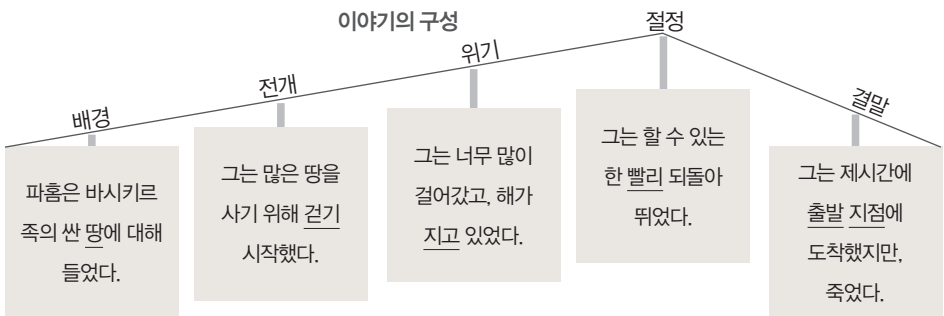 이야기의 구성
배경
전개
위기
절정
결말
파홈은 바시키르
족의 싼 땅에 대해
들었다.
그는 많은 땅을
사기 위해 걷기
시작했다.
그는 너무 많이
걸어갔고, 해가
지고 있었다.
그는 할 수 있는
한 빨리 되돌아
뛰었다.
그는 제시간에
출발 지점에
도착했지만,
죽었다.